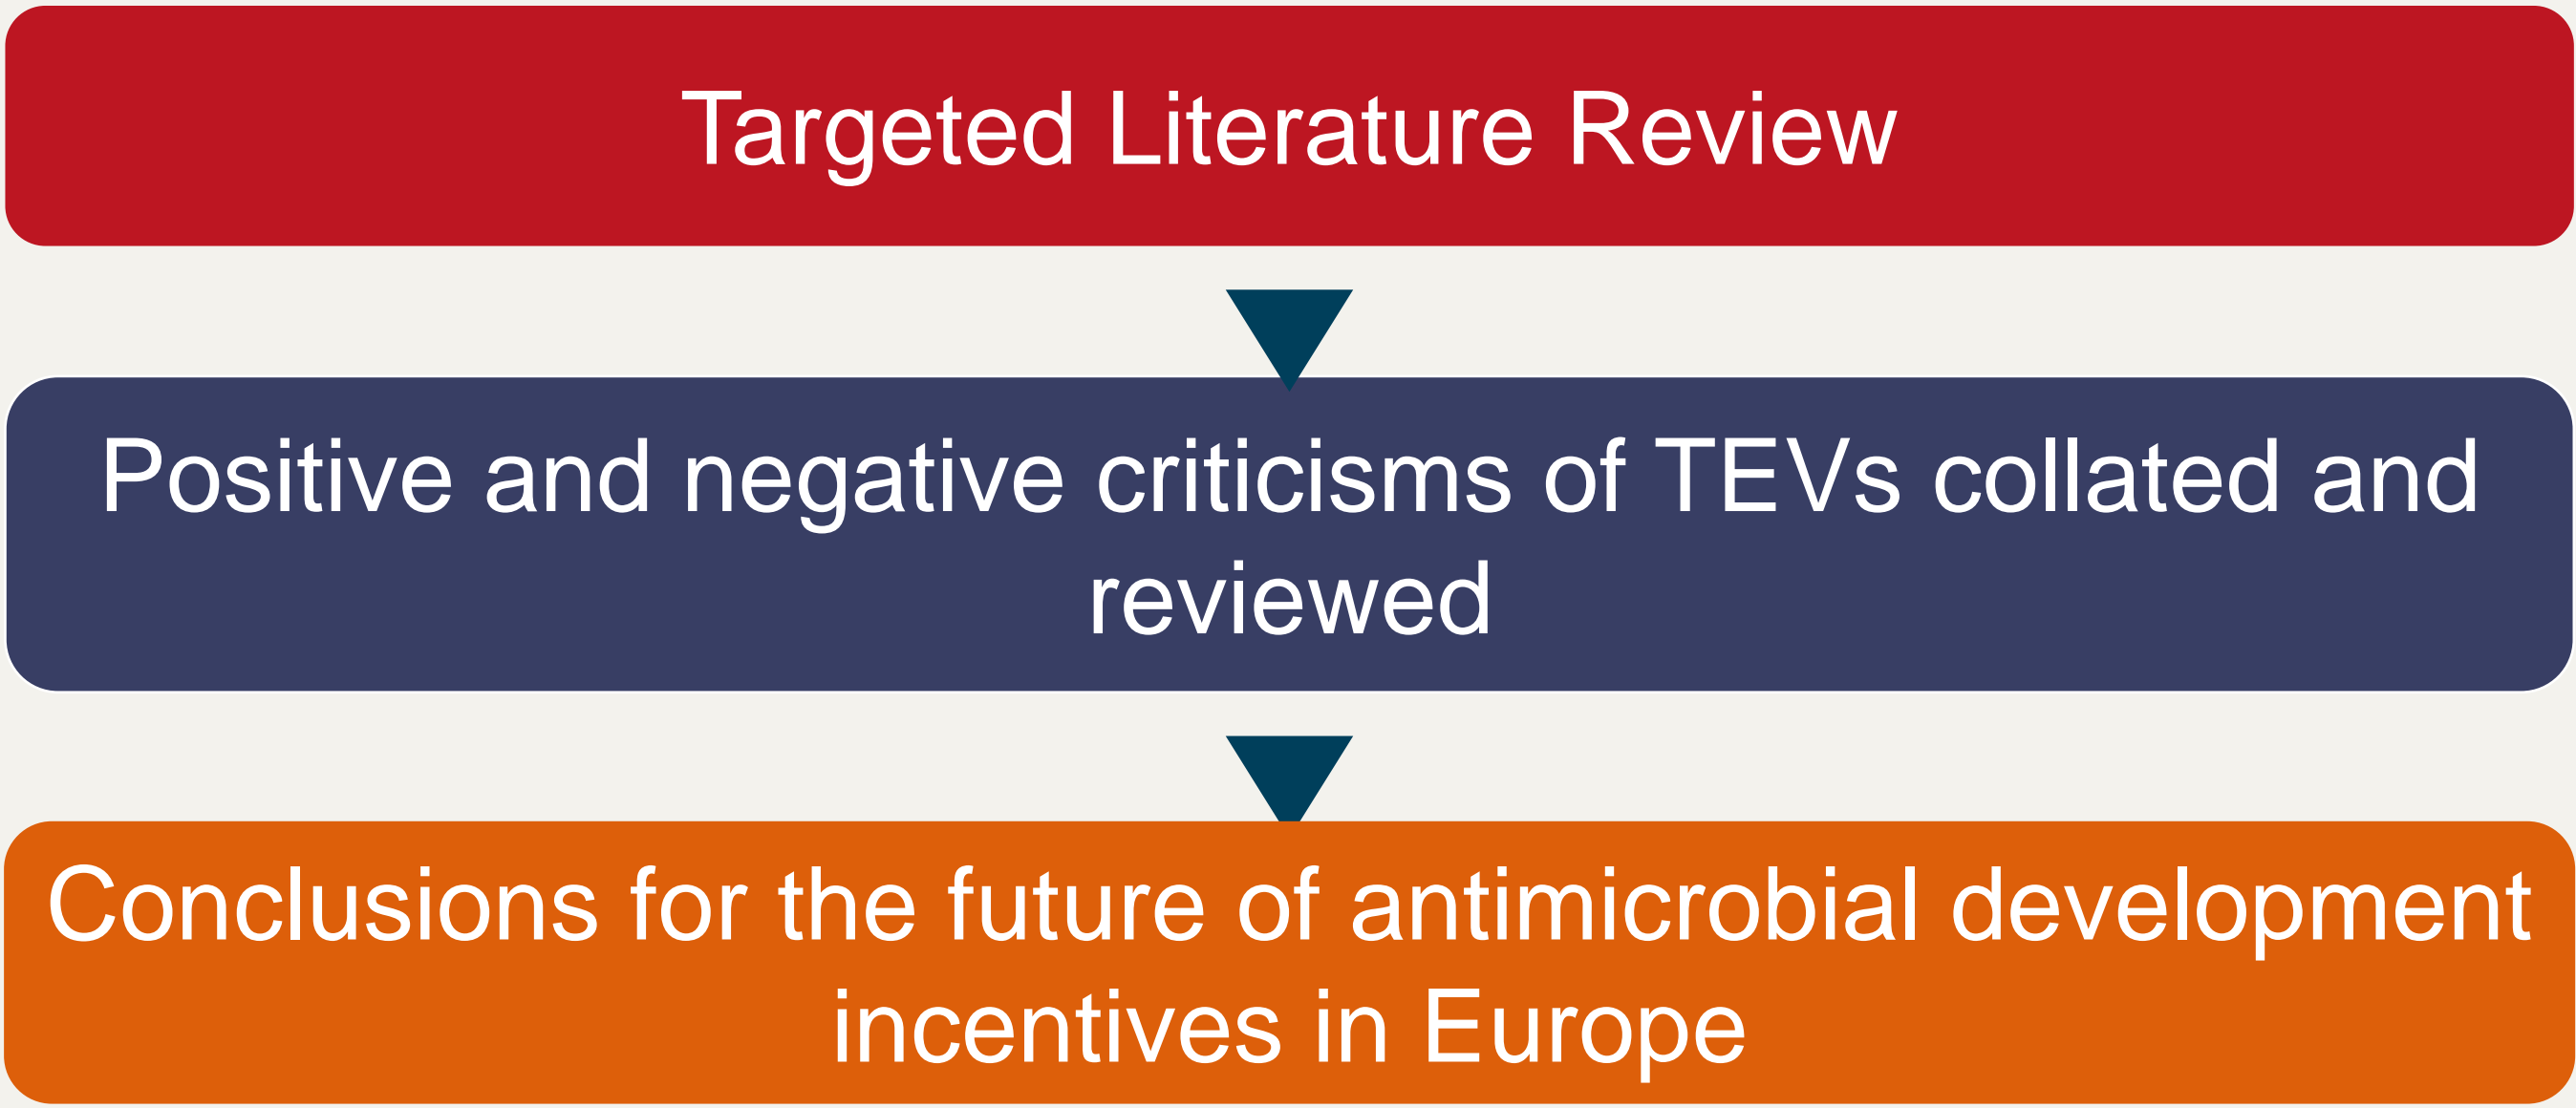 Targeted Literature Review
Positive and negative criticisms of TEVs collated and
reviewed
Conclusions for the future of antimicrobial development
incentives in Europe